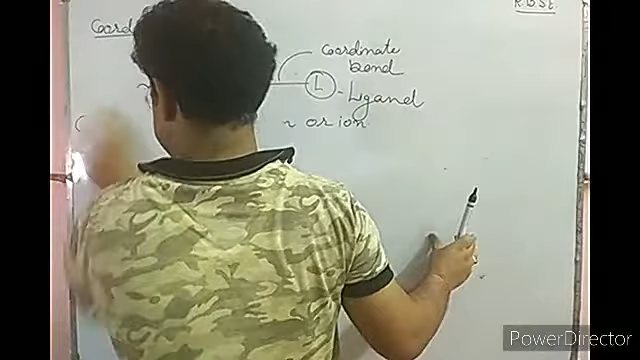 R.B.S.E.
Coord
Coordinate
bond
L - Ligand
or ion
PowerDirector